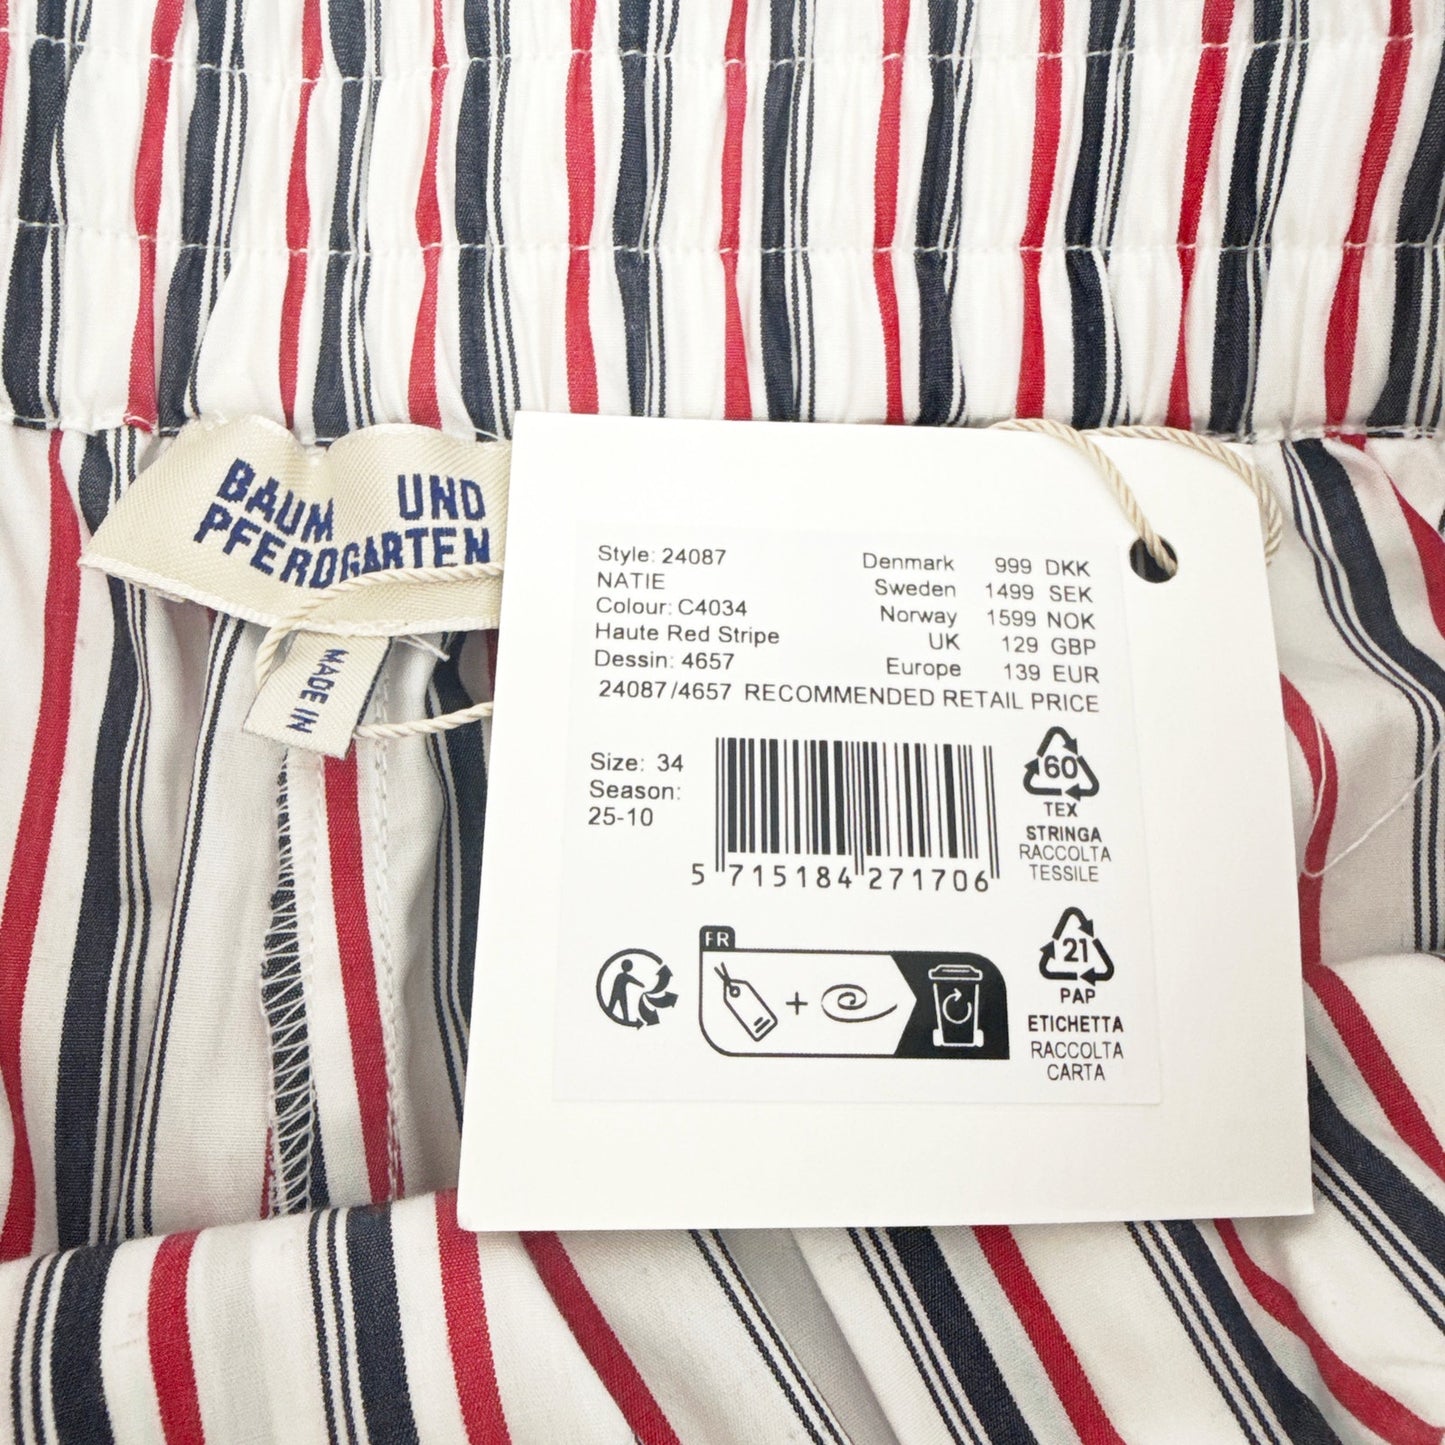 BAUM UND
PFERDGARTEN
MADE IN
Style: 24087
NATIE
Colour: C4034
Haute Red Stripe
Dessin: 4657
Denmark 999 DKK
Sweden 1499 SEK
Norway 1599 NOK
UK 129 GBP
Europe 139 EUR
24087/4657 RECOMMENDED RETAIL PRICE
Size: 34
Season:
25-10
5 715184 271706
60
TEX
STRINGA
RACCOLTA
TESSILE
FR
+
21
PAP
ETICHETTA
RACCOLTA
CARTA